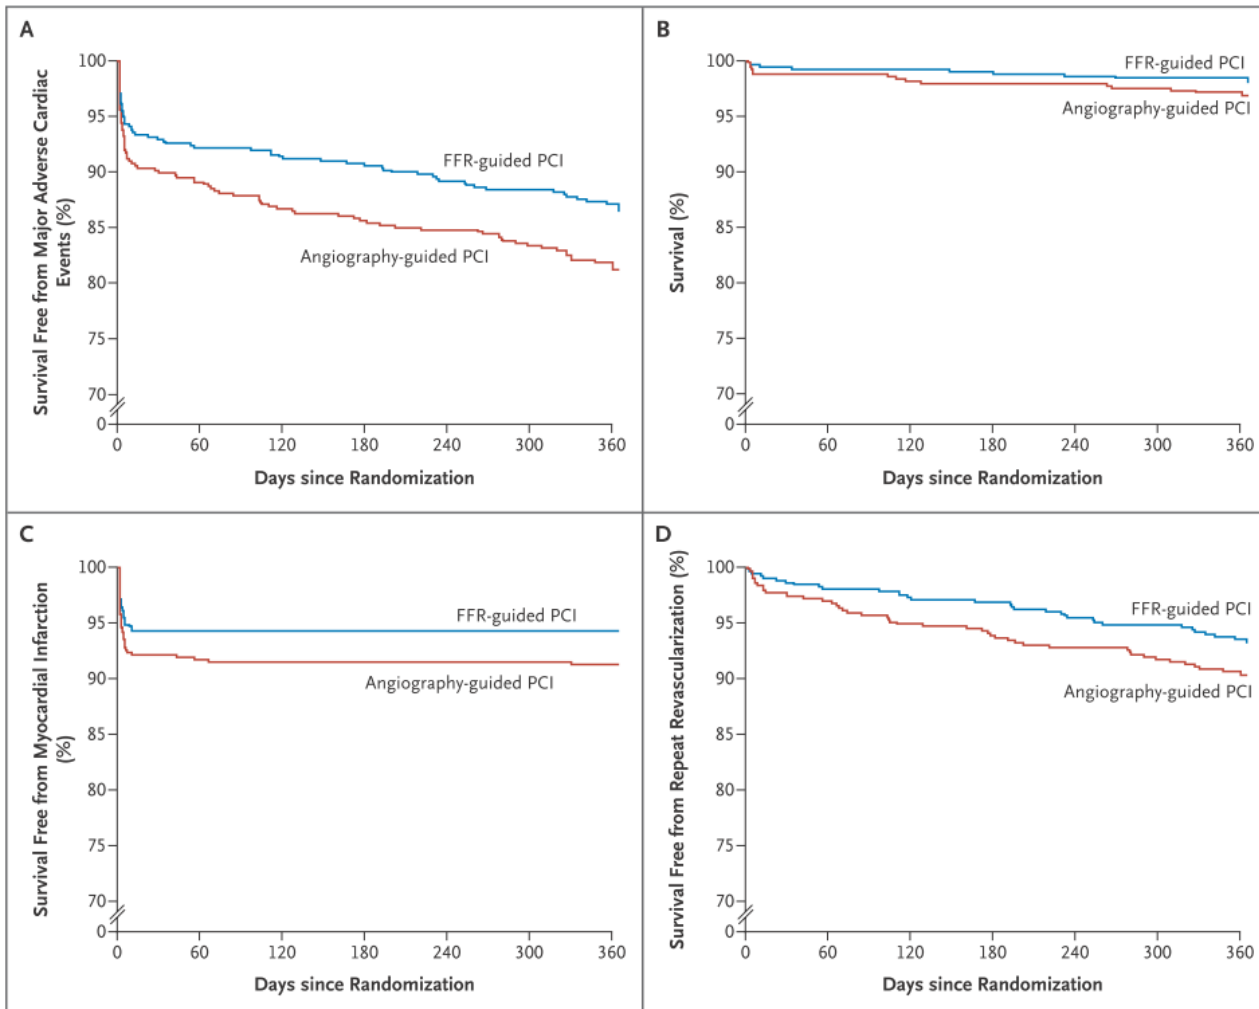 A
Survival Free from Major Adverse Cardiac
Events (%)
100
95
90
85
80
75
70
0
FFR-guided PCI
Angiography-guided PCI
0 60 120 180 240 300 360
Days since Randomization
B
Survival (%)
100
95
90
85
80
75
70
0
FFR-guided PCI
Angiography-guided PCI
0 60 120 180 240 300 360
Days since Randomization
C
Survival Free from Myocardial Infarction
(%)
100
95
90
85
80
75
70
0
FFR-guided PCI
Angiography-guided PCI
0 60 120 180 240 300 360
Days since Randomization
D
Survival Free from Repeat Revascularization (%)
100
95
90
85
80
75
70
0
FFR-guided PCI
Angiography-guided PCI
0 60 120 180 240 300 360
Days since Randomization